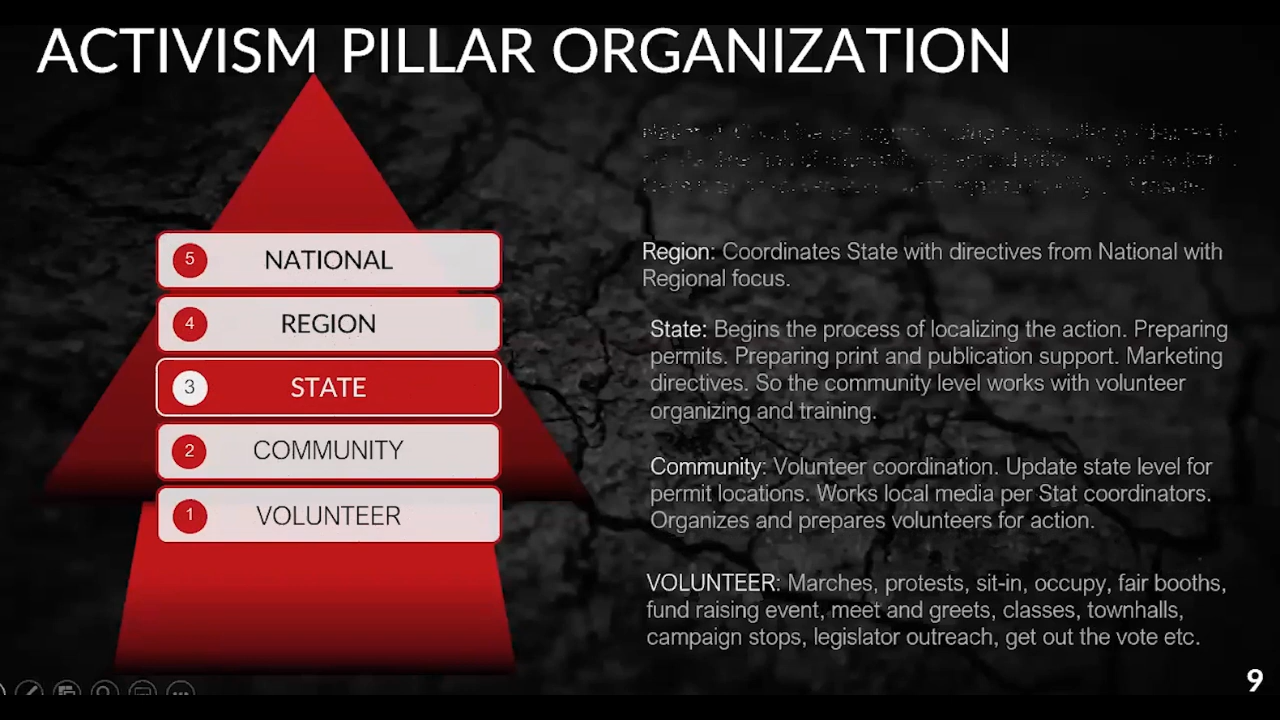 ACTIVISM PILLAR ORGANIZATION
5 NATIONAL
4 REGION
3 STATE
2 COMMUNITY
1 VOLUNTEER
Region: Coordinates State with directives from National with
Regional focus.
State: Begins the process of localizing the action. Preparing
permits. Preparing print and publication support. Marketing
directives. So the community level works with volunteer
organizing and training.
Community: Volunteer coordination. Update state level for
permit locations. Works local media per Stat coordinators.
Organizes and prepares volunteers for action.
VOLUNTEER: Marches, protests, sit-in, occupy, fair booths,
fund raising event, meet and greets, classes, townhalls,
campaign stops, legislator outreach, get out the vote etc.
9